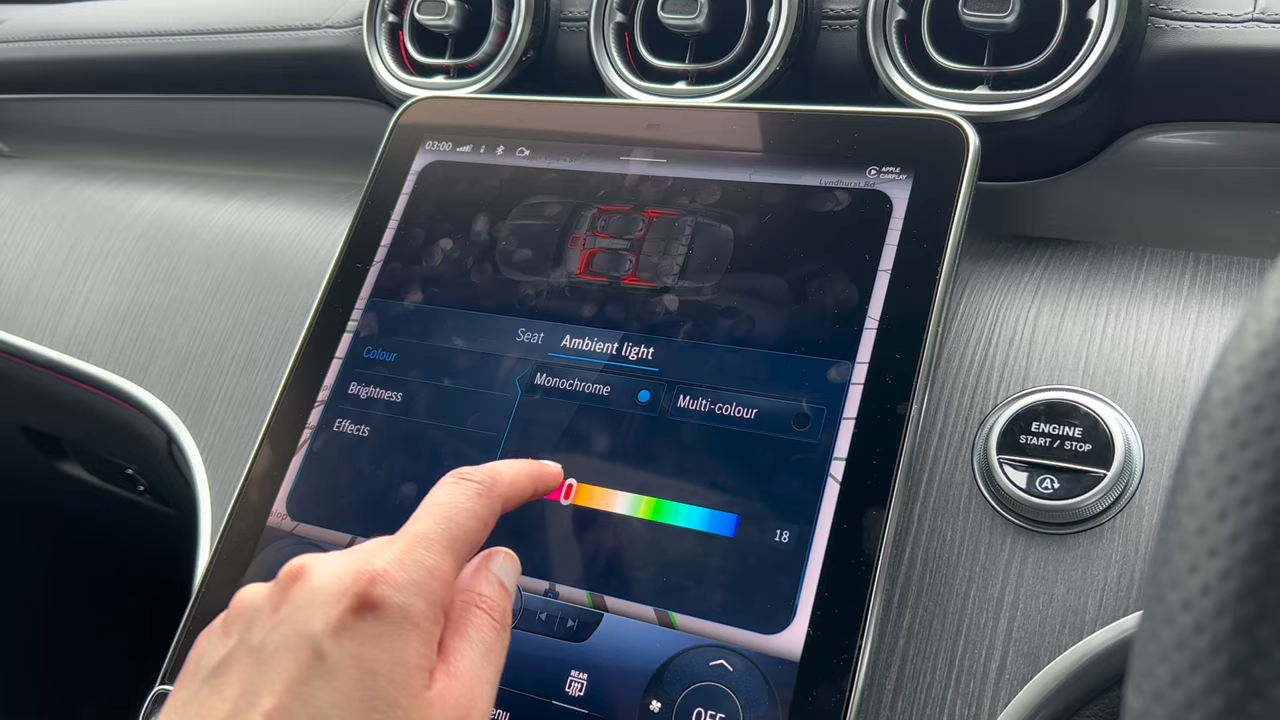 03:00
APPLE
CARPLAY
Lyndhurst Rd
Seat
Ambient light
Colour
Monochrome
Multi-colour
Brightness
Effects
18
ENGINE
START / STOP
A
REAR
OFF